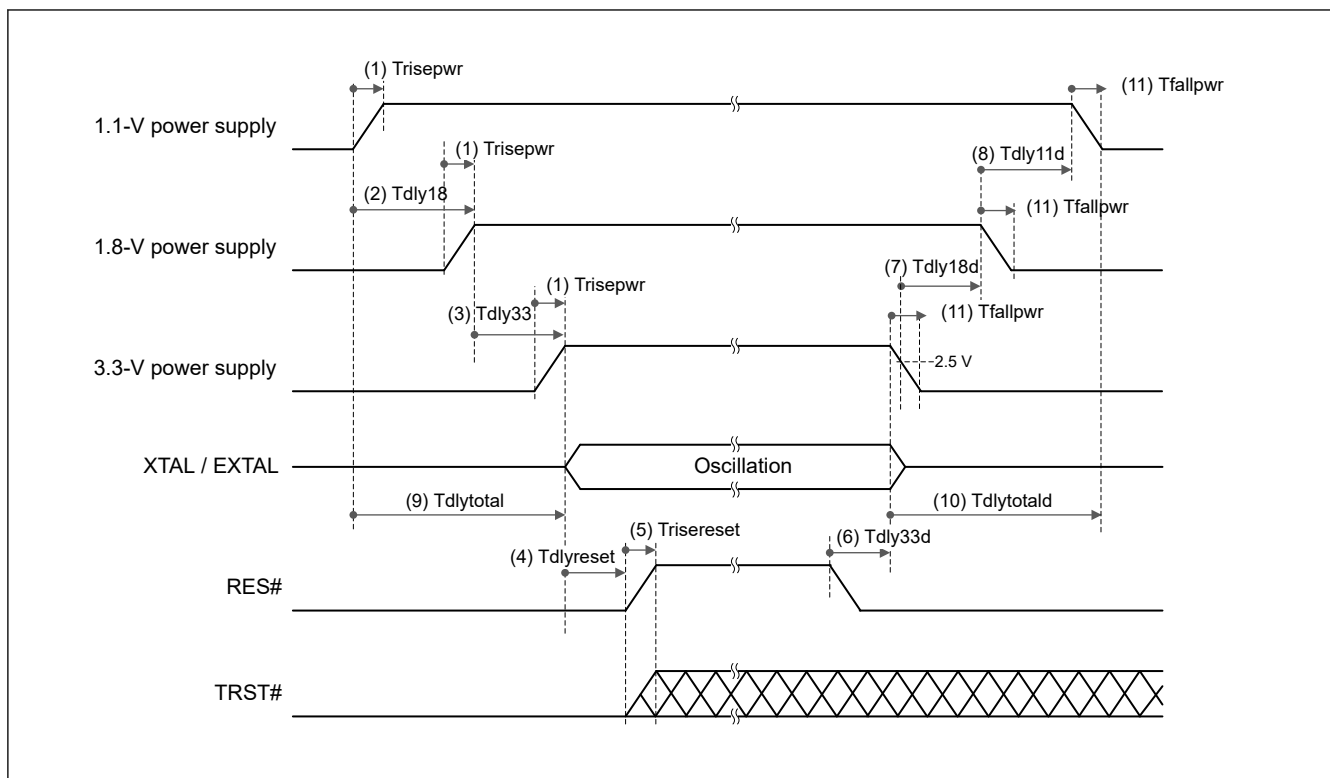 (1) Trisepwr
(11) Tfallpwr
1.1-V power supply
(1) Trisepwr
(8) Tdly11d
(2) Tdly18
(11) Tfallpwr
1.8-V power supply
(7) Tdly18d
(1) Trisepwr
(3) Tdly33
(11) Tfallpwr
3.3-V power supply
2.5 V
XTAL / EXTAL
Oscillation
(9) Tdlytotal
(10) Tdlytotald
(5) Trisereset
(6) Tdly33d
(4) Tdlyreset
RES#
TRST#